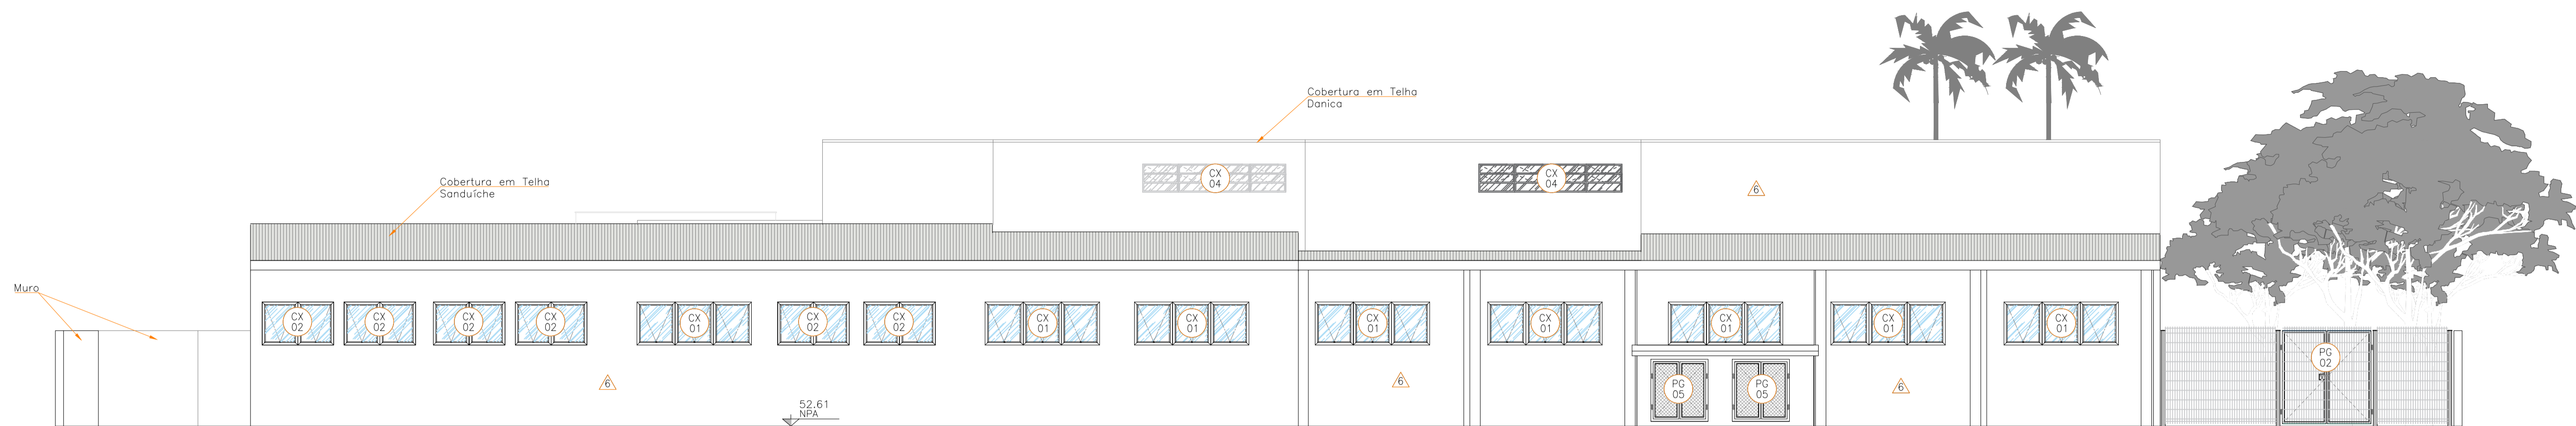 Cobertura em Telha
Danica
CX
04
CX
04
6
Cobertura em Telha
Sanduíche
Muro
CX
02
CX
02
CX
02
CX
02
CX
01
CX
02
CX
02
CX
01
CX
01
CX
01
CX
01
CX
01
CX
01
CX
01
PG
02
6
6
PG
05
PG
05
6
52.61
NPA